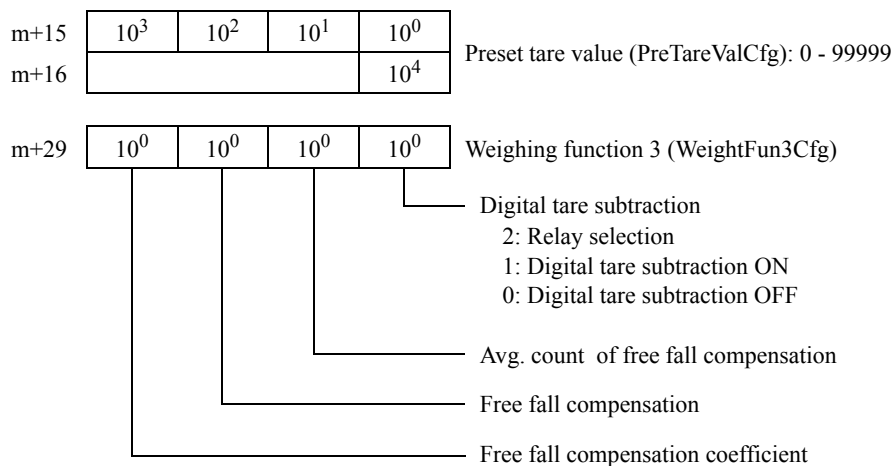 m+15 10³ 10² 10¹ 10⁰
Preset tare value (PreTareValCfg): 0 - 99999
m+16 10⁴
m+29 10⁰ 10⁰ 10⁰ 10⁰ Weighing function 3 (WeightFun3Cfg)
Digital tare subtraction
2: Relay selection
1: Digital tare subtraction ON
0: Digital tare subtraction OFF
Avg. count of free fall compensation
Free fall compensation
Free fall compensation coefficient